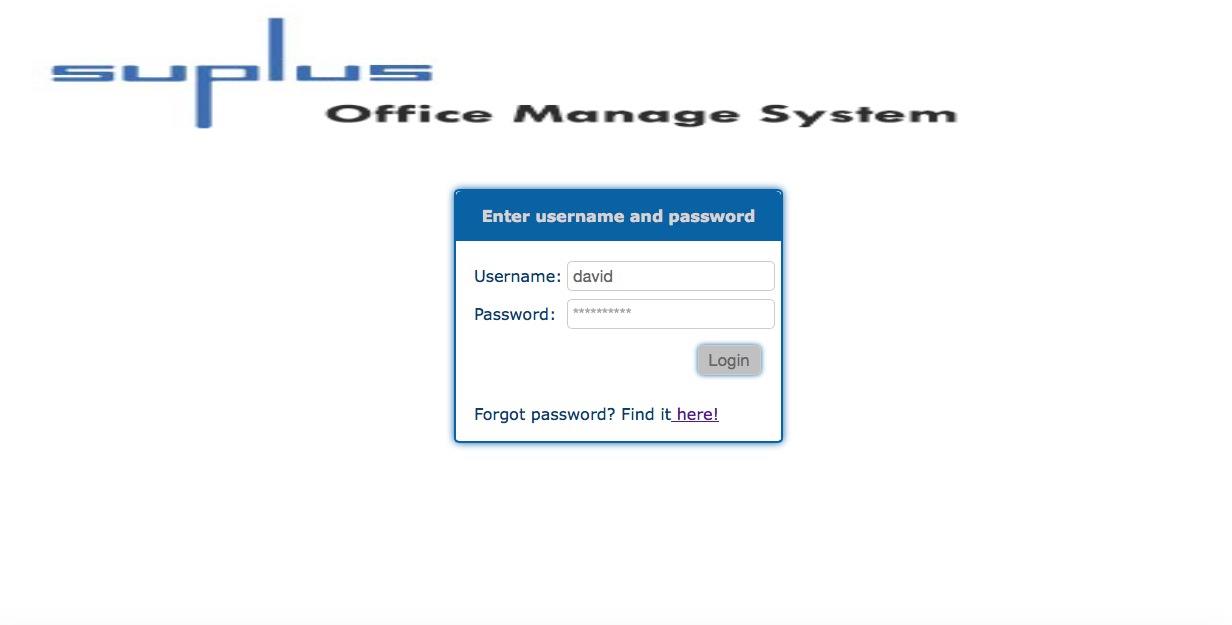 suplus
Office Manage System
Enter username and password
Username: david
Password: **********
Login
Forgot password? Find it here!